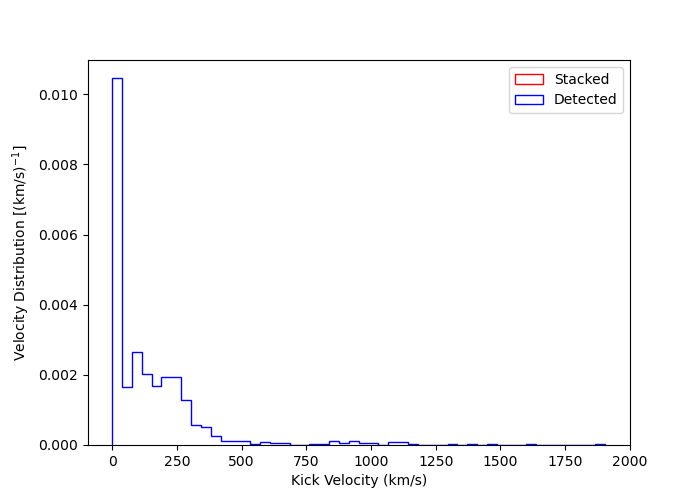 Stacked
Detected
Velocity Distribution [(km/s)⁻¹]
0.010
0.008
0.006
0.004
0.002
0.000
0 250 500 750 1000 1250 1500 1750 2000
Kick Velocity (km/s)